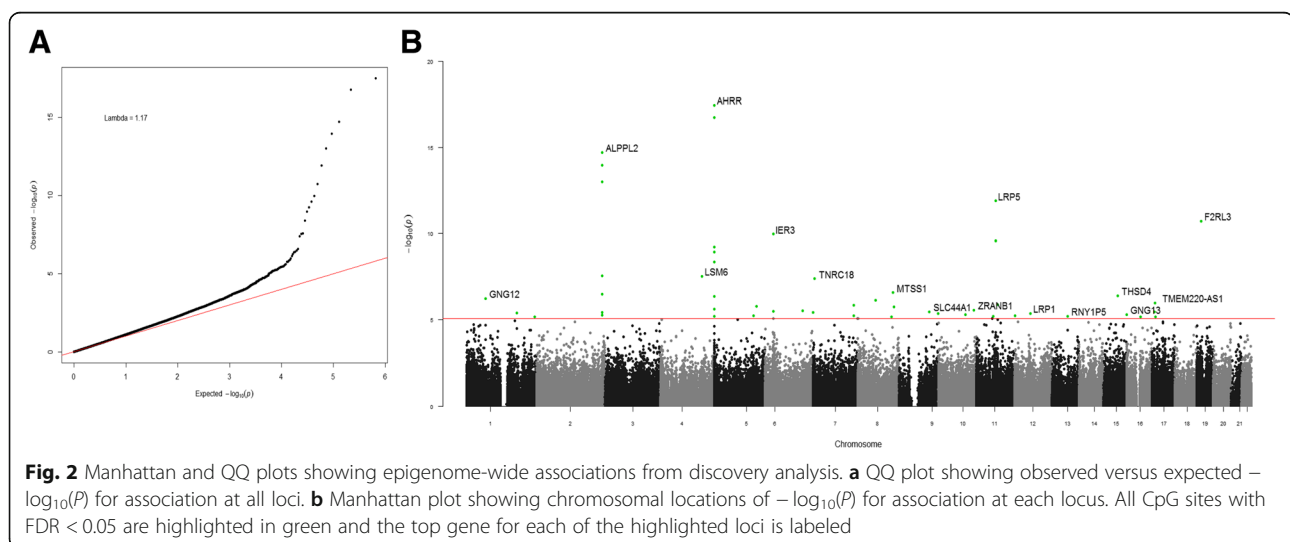 A
Lambda = 1.17
Observed −log10(p)
0
5
10
15
0
1
2
3
4
5
6
Expected −log10(p)
B
−log10(p)
0
5
10
15
20
AHRR
ALPPL2
LRP5
F2RL3
IER3
LSM6
TNRC18
GNG12
MTSS1
THSD4
TMEM220-AS1
SLC44A1
ZRANB1
LRP1
RNY1P5
GNG13
1
2
3
4
5
6
7
8
9
10
11
12
13
14
15
16
17
18
19
20
21
Chromosome
Fig. 2 Manhattan and QQ plots showing epigenome-wide associations from discovery analysis. a QQ plot showing observed versus expected −
log10(P) for association at all loci. b Manhattan plot showing chromosomal locations of − log10(P) for association at each locus. All CpG sites with
FDR < 0.05 are highlighted in green and the top gene for each of the highlighted loci is labeled